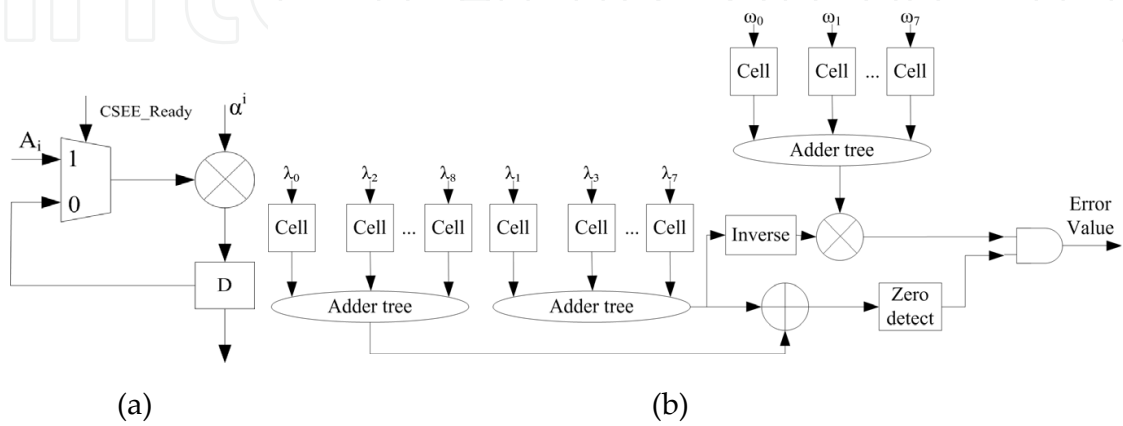 ω0 ω1 ω7
Cell Cell ... Cell
Adder tree
CSEE_Ready
α^i
A_i
1
0
D
λ0 λ2 λ8 λ1 λ3 λ7
Cell Cell ... Cell Cell Cell ... Cell
Adder tree Adder tree
Inverse
Error
Value
Zero
detect
(a) (b)